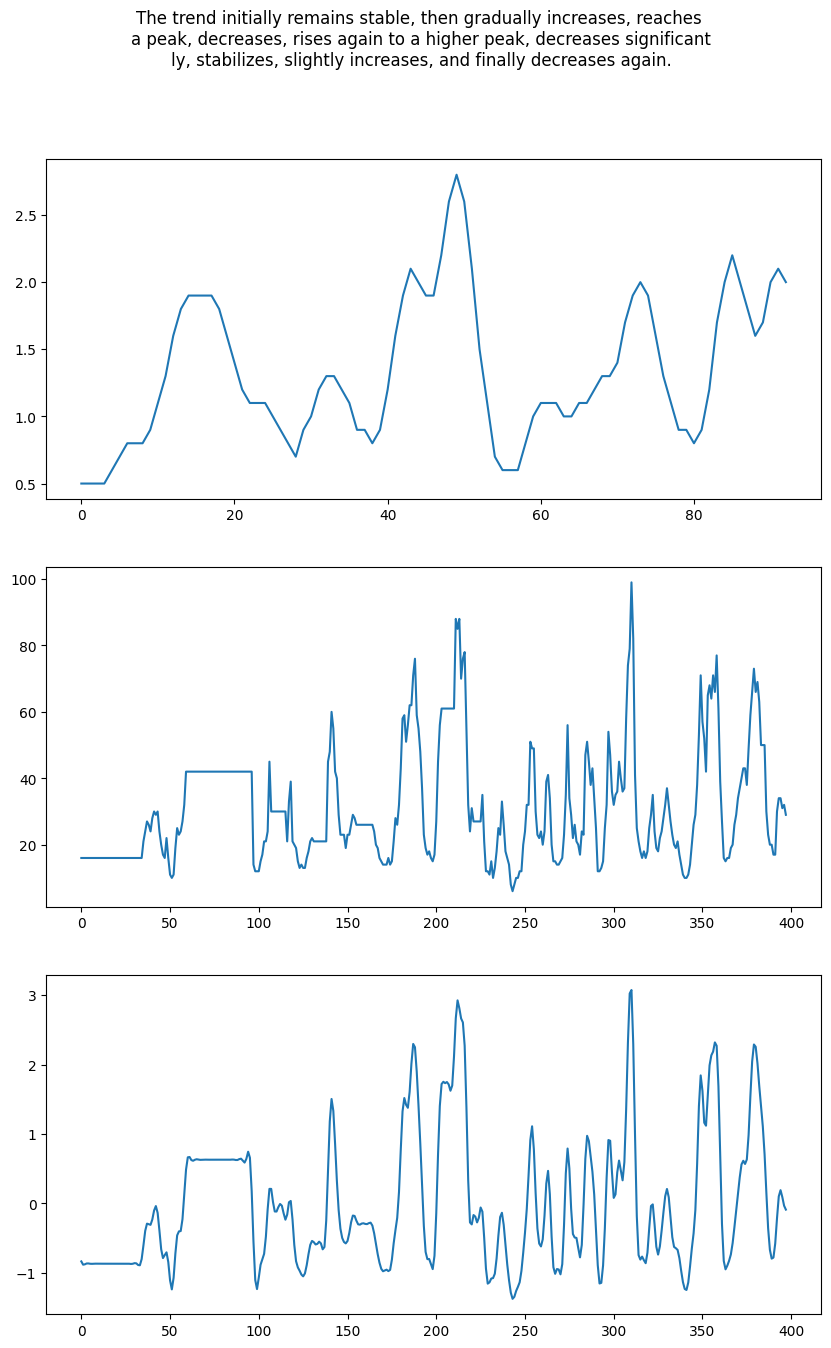 The trend initially remains stable, then gradually increases, reaches
a peak, decreases, rises again to a higher peak, decreases significant
ly, stabilizes, slightly increases, and finally decreases again.
2.5
2.0
1.5
1.0
0.5
0 20 40 60 80
100
80
60
40
20
0 50 100 150 200 250 300 350 400
3
2
1
0
−1
0 50 100 150 200 250 300 350 400